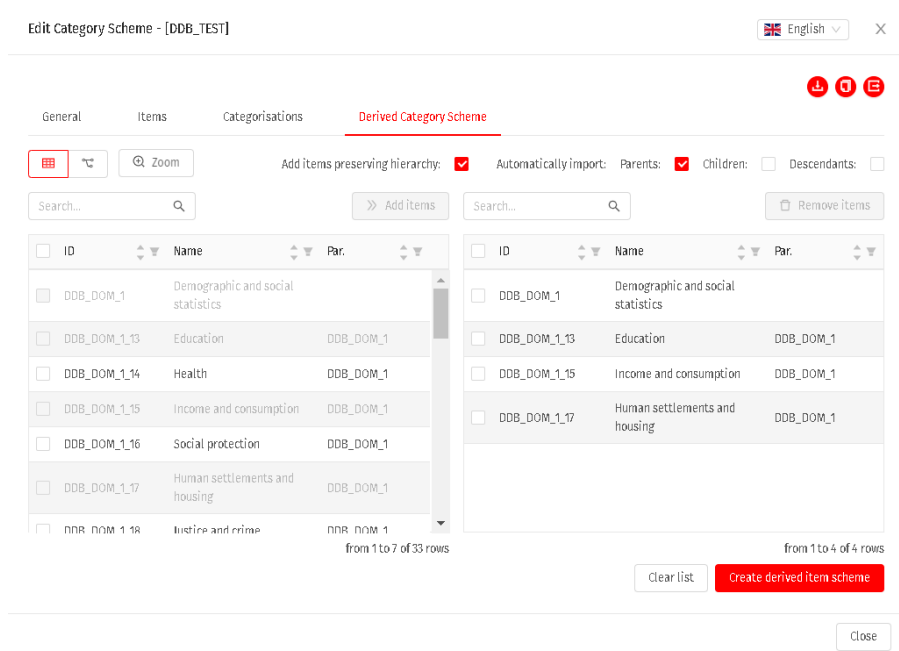 Edit Category Scheme - [DDB_TEST]
English
General Items Categorisations Derived Category Scheme
Zoom Add items preserving hierarchy: Automatically import: Parents: Children: Descendants:
Search... Add items Search... Remove items
ID Name Par. ID Name Par.
DDB_DOM_1 Demographic and social statistics DDB_DOM_1 Demographic and social statistics
DDB_DOM_1_13 Education DDB_DOM_1 DDB_DOM_1_13 Education DDB_DOM_1
DDB_DOM_1_14 Health DDB_DOM_1 DDB_DOM_1_15 Income and consumption DDB_DOM_1
DDB_DOM_1_15 Income and consumption DDB_DOM_1 DDB_DOM_1_17 Human settlements and housing DDB_DOM_1
DDB_DOM_1_16 Social protection DDB_DOM_1
DDB_DOM_1_17 Human settlements and housing DDB_DOM_1
DDB_DOM_1_18 Justice and crime DDB_DOM_1
from 1 to 7 of 33 rows from 1 to 4 of 4 rows
Clear list Create derived item scheme
Close